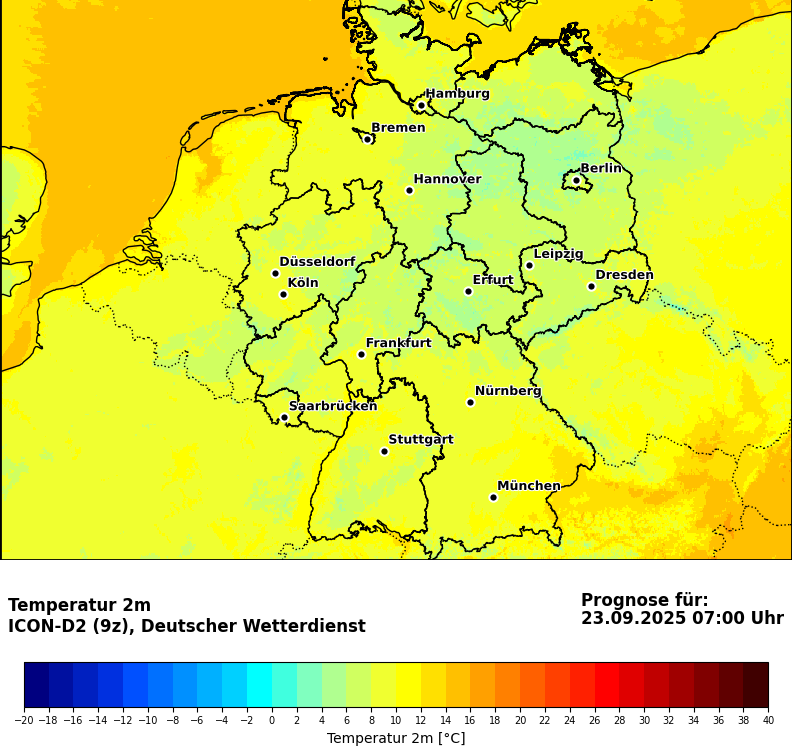 Hamburg
Bremen
Berlin
Hannover
Leipzig
Düsseldorf
Dresden
Köln
Erfurt
Frankfurt
Nürnberg
Saarbrücken
Stuttgart
München
Temperatur 2m
ICON-D2 (9z), Deutscher Wetterdienst
Prognose für:
23.09.2025 07:00 Uhr
−20 −18 −16 −14 −12 −10 −8 −6 −4 −2 0 2 4 6 8 10 12 14 16 18 20 22 24 26 28 30 32 34 36 38 40
Temperatur 2m [°C]